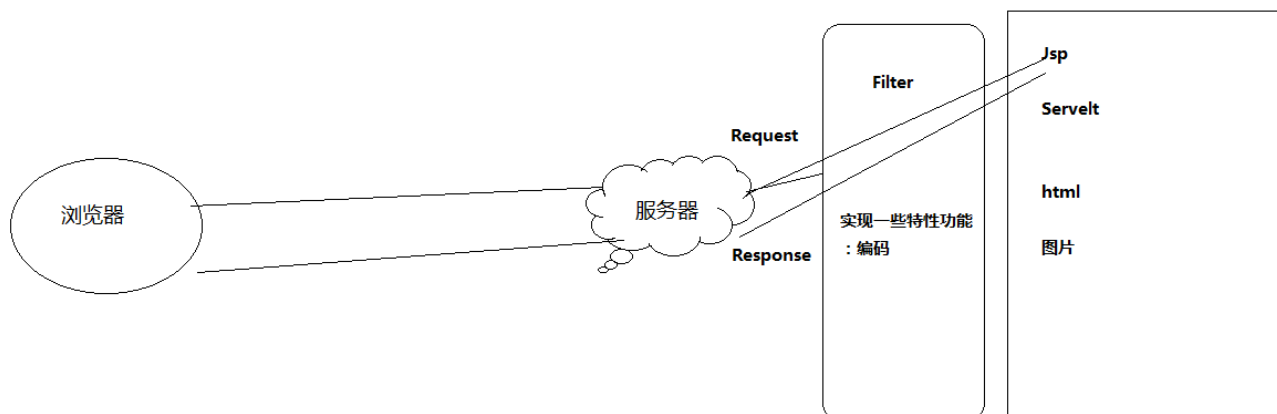 浏览器
服务器
Request
Response
Filter
实现一些特性功能
：编码
Jsp
Servelt
html
图片